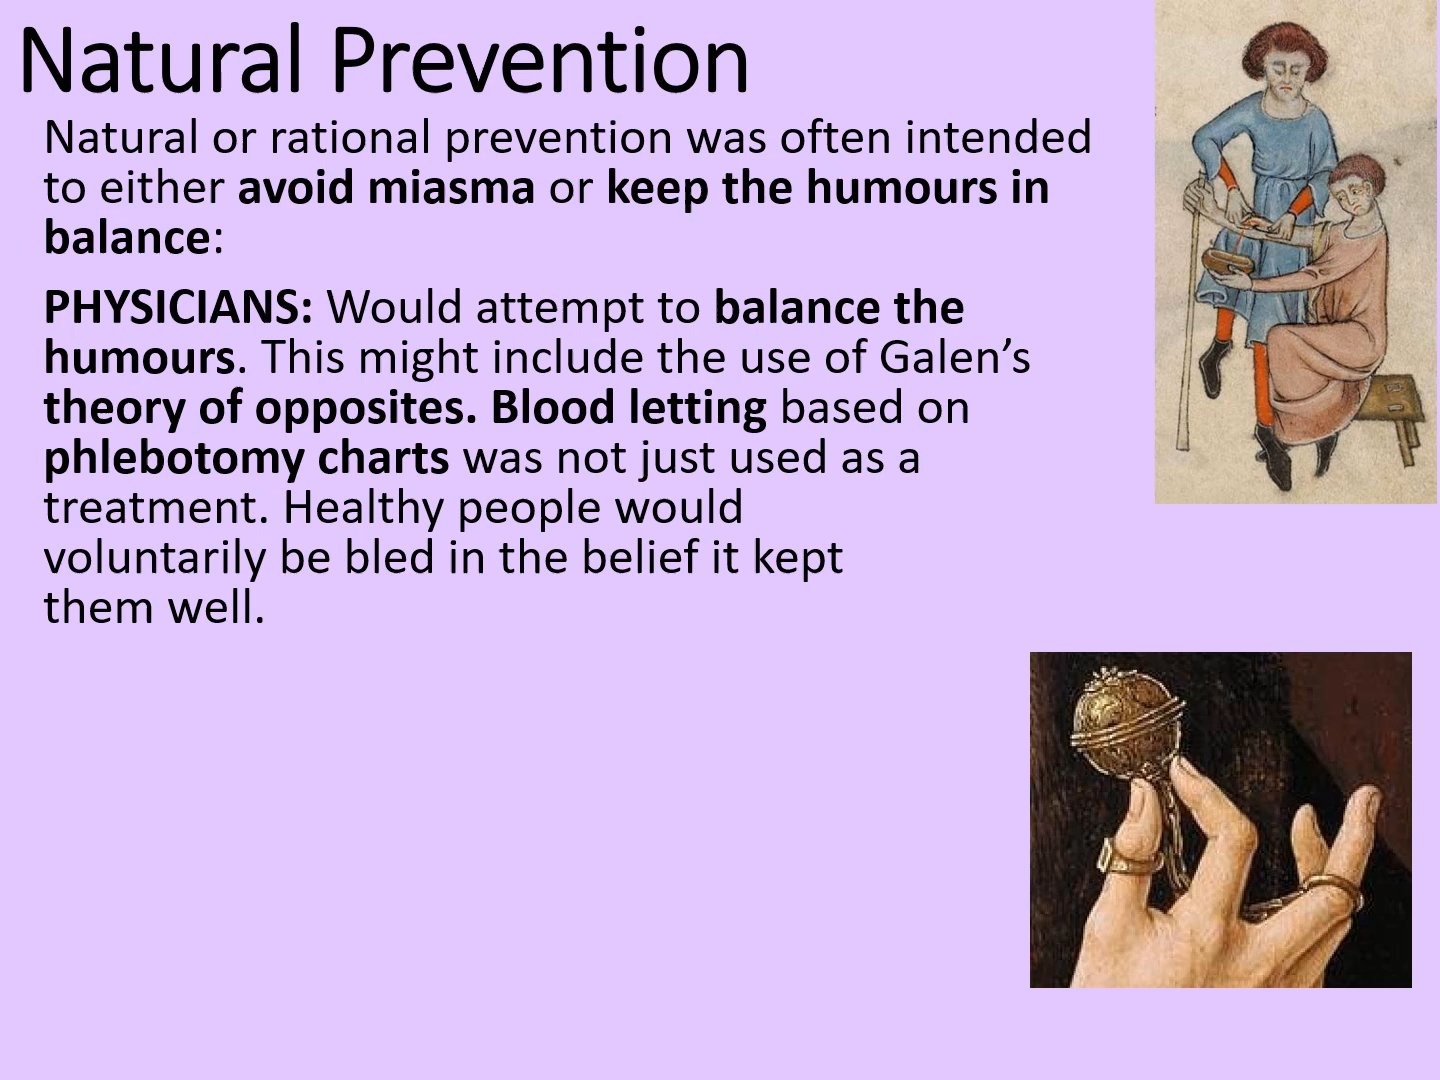 Natural Prevention
Natural or rational prevention was often intended
to either avoid miasma or keep the humours in
balance:
PHYSICIANS: Would attempt to balance the
humours. This might include the use of Galen’s
theory of opposites. Blood letting based on
phlebotomy charts was not just used as a
treatment. Healthy people would
voluntarily be bled in the belief it kept
them well.